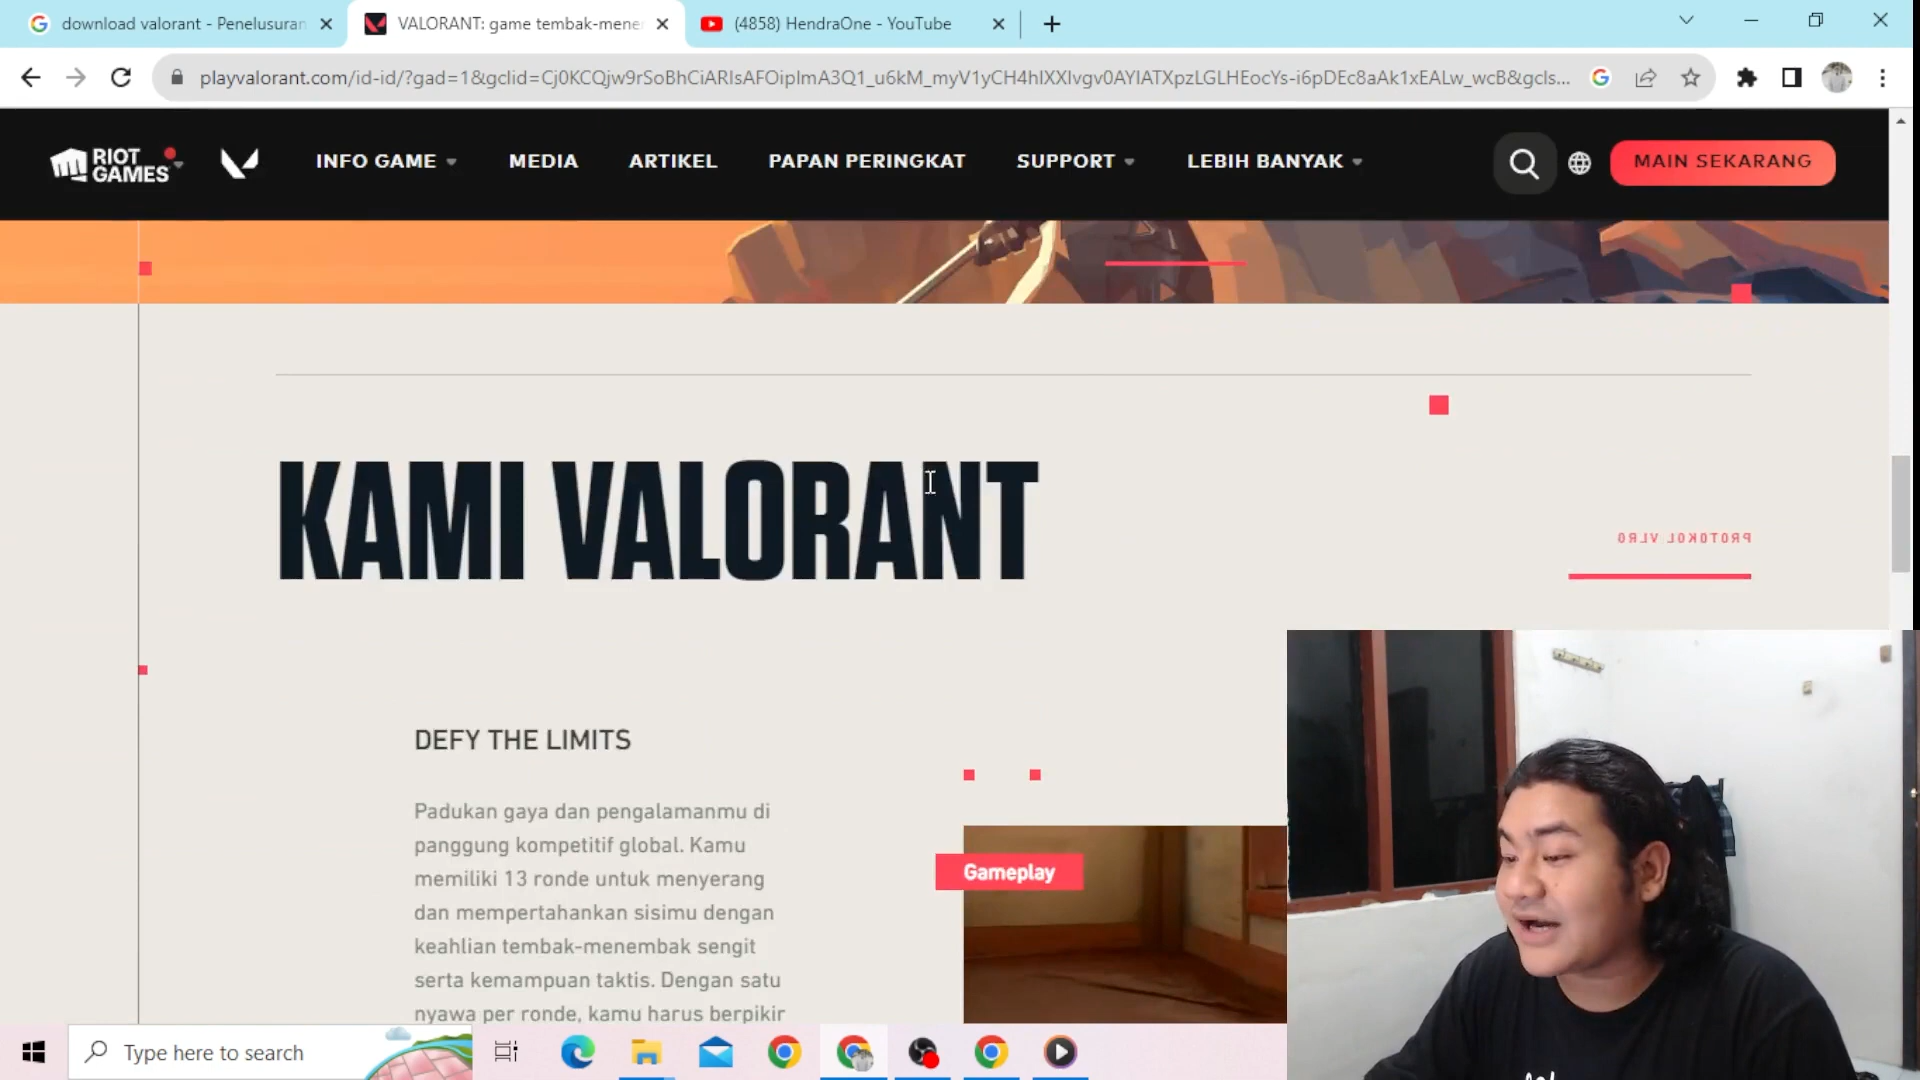 download valorant - Penelusuran
VALORANT: game tembak-mene
(4858) HendraOne - YouTube
playvalorant.com/id-id/?gad=1&gclid=Cj0KCQjw9rSoBhCiARIsAFOipImA3Q1_u6kM_myV1yCH4hIXXIvgv0AYIATXpzLGLHEocYs-i6pDEc8aAk1xEALw_wcB&gcls...
RIOT
GAMES
INFO GAME
MEDIA
ARTIKEL
PAPAN PERINGKAT
SUPPORT
LEBIH BANYAK
MAIN SEKARANG
KAMI VALORANT
PROTOKOL VLR0
DEFY THE LIMITS
Padukan gaya dan pengalamanmu di
panggung kompetitif global. Kamu
memiliki 13 ronde untuk menyerang
dan mempertahankan sisimu dengan
keahlian tembak-menembak sengit
serta kemampuan taktis. Dengan satu
nyawa per ronde, kamu harus berpikir
Gameplay
Type here to search